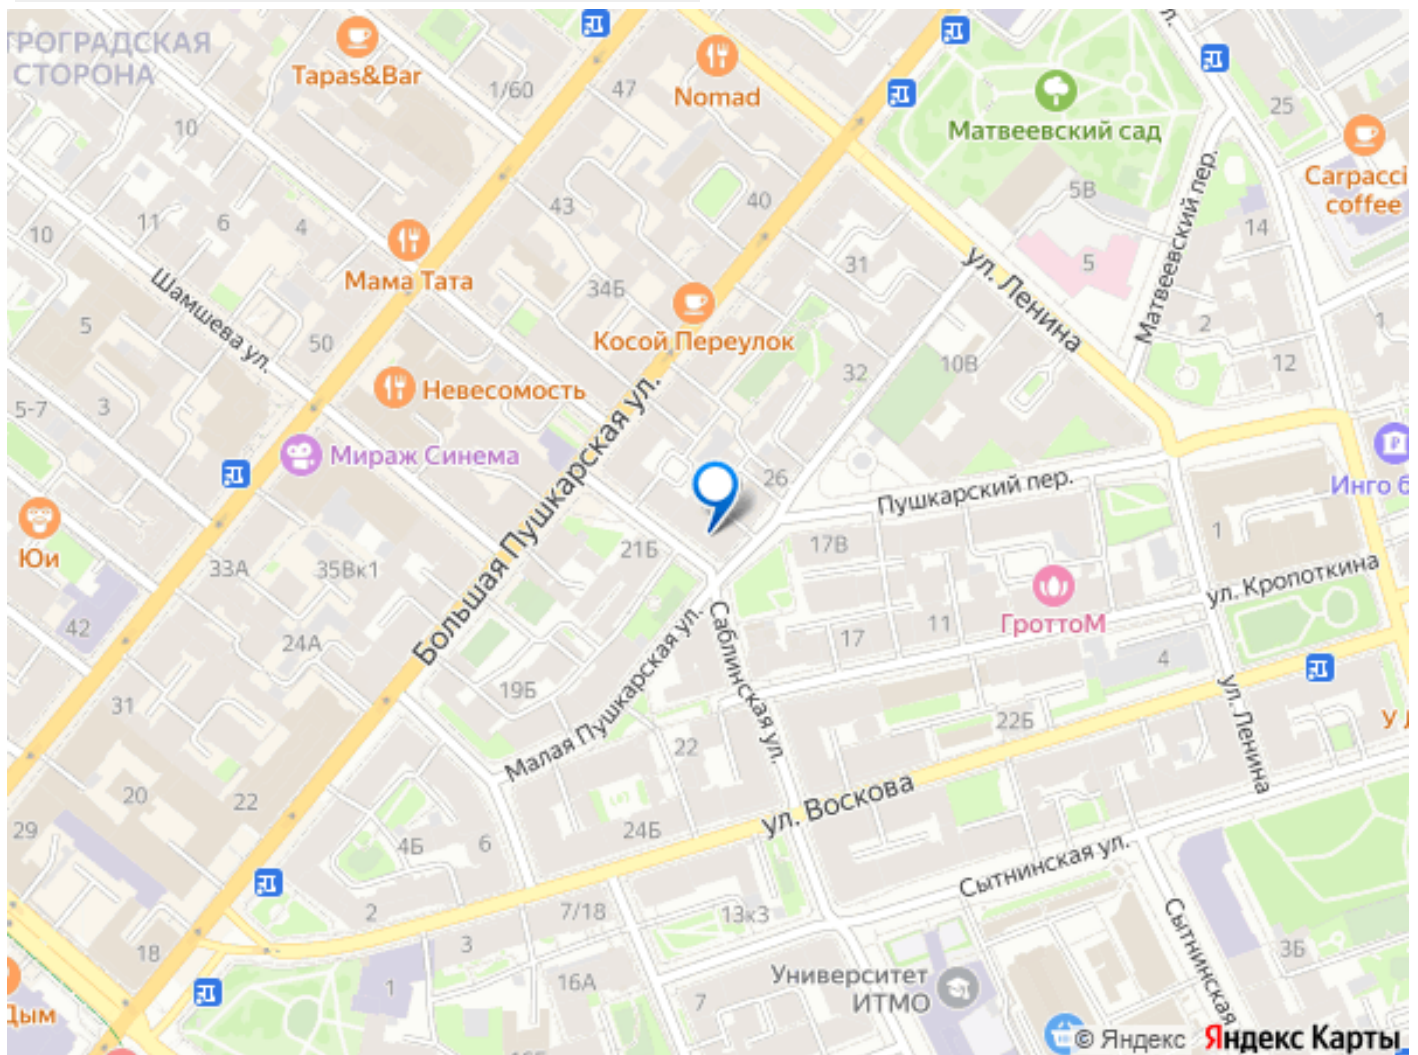 ТРОГРАДСКАЯ
СТОРОНА
Tapas&Bar
1/60
47
Nomad
Матвеевский сад
25
Carpacci
coffee
10
11
6
4
10
43
40
5В
Матвеевский пер.
14
Мама Тата
31
5
ул. Ленина
Шамшева ул.
34Б
5
50
Косой Переулок
2
1
12
10В
32
Невесомость
5-7
3
Большая Пушкарская ул.
Мираж Синема
26
Пушкарский пер.
Инго б
Юи
33А
35Вк1
21Б
17В
1
ул. Кропоткина
ГроттоМ
42
24А
Саблинская ул.
17
11
4
19Б
Малая Пушкарская ул.
31
22
22Б
ул. Ленина
У Л
20
22
29
4Б
6
24Б
ул. Воскова
Сытнинская ул.
2
7/18
13к3
18
3
Сытнинская
3Б
1
16А
7
Университет
ИТМО
Дым
© Яндекс Яндекс Карты